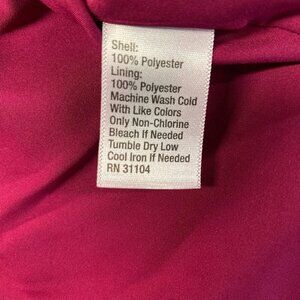 Shell:
100% Polyester
Lining:
100% Polyester
Machine Wash Cold
With Like Colors
Only Non-Chlorine
Bleach If Needed
Tumble Dry Low
Cool Iron If Needed
RN 31104